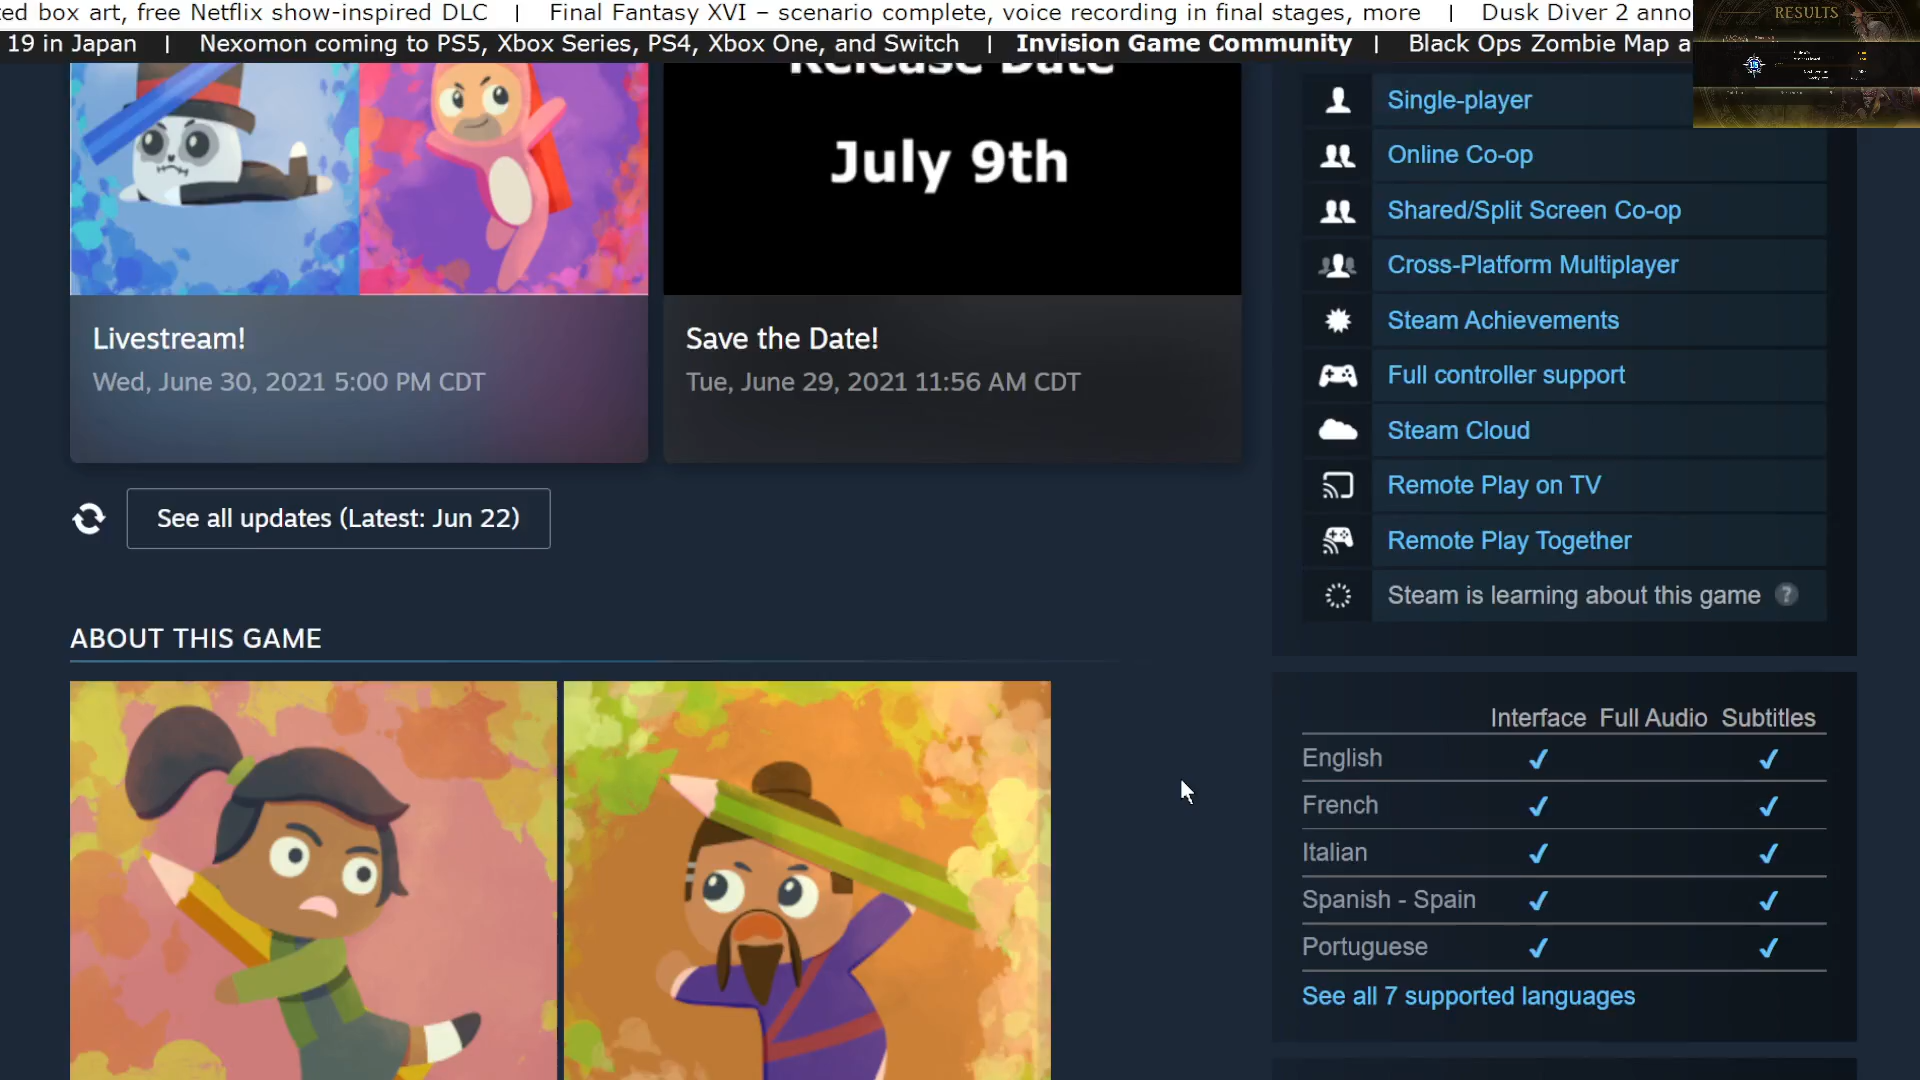 ted box art, free Netflix show-inspired DLC | Final Fantasy XVI – scenario complete, voice recording in final stages, more | Dusk Diver 2 anno
19 in Japan | Nexomon coming to PS5, Xbox Series, PS4, Xbox One, and Switch | Invision Game Community | Black Ops Zombie Map a
RESULTS
Release Date
July 9th
Livestream!
Wed, June 30, 2021 5:00 PM CDT
Save the Date!
Tue, June 29, 2021 11:56 AM CDT
See all updates (Latest: Jun 22)
ABOUT THIS GAME
Single-player
Online Co-op
Shared/Split Screen Co-op
Cross-Platform Multiplayer
Steam Achievements
Full controller support
Steam Cloud
Remote Play on TV
Remote Play Together
Steam is learning about this game ?
Interface Full Audio Subtitles
English ✔ ✔
French ✔ ✔
Italian ✔ ✔
Spanish - Spain ✔ ✔
Portuguese ✔ ✔
See all 7 supported languages